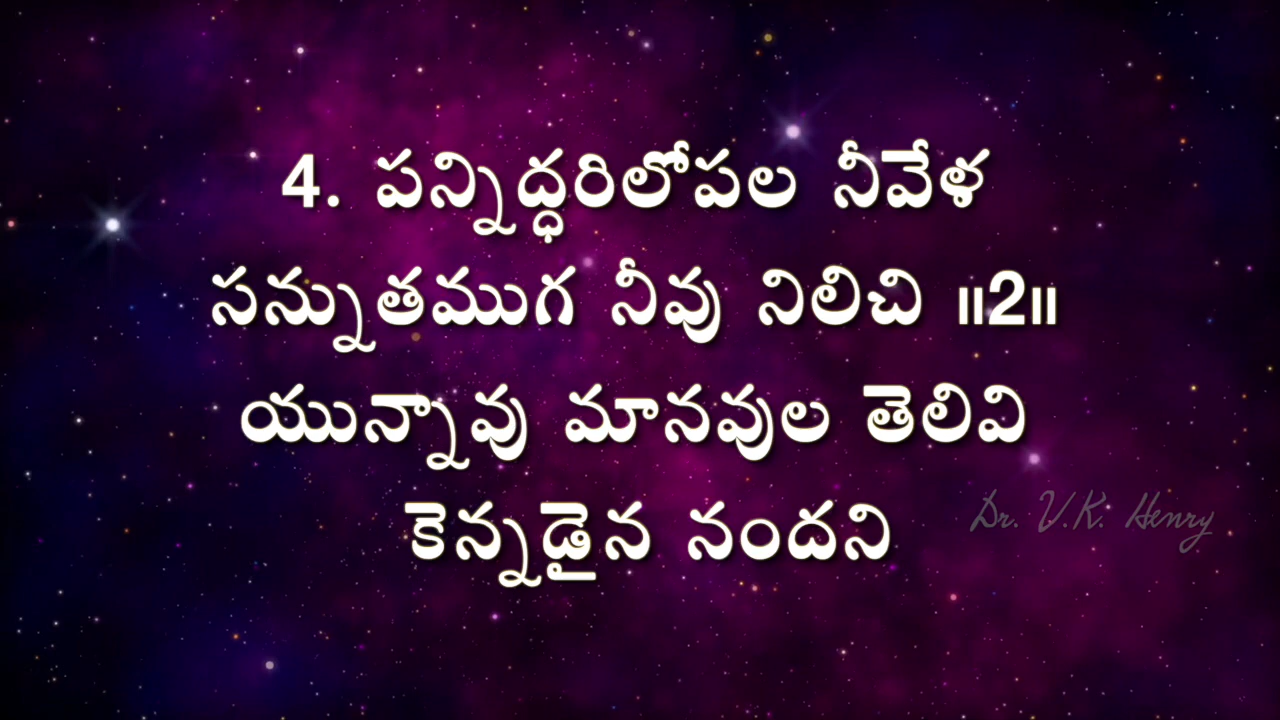 4. పన్నిద్ధరిలోపల నీవేళ
సన్నుతముగ నీవు నిలిచి ॥2॥
యున్నావు మానవుల తెలివి
కెన్నడైన నందని
Dr. V.K. Henry